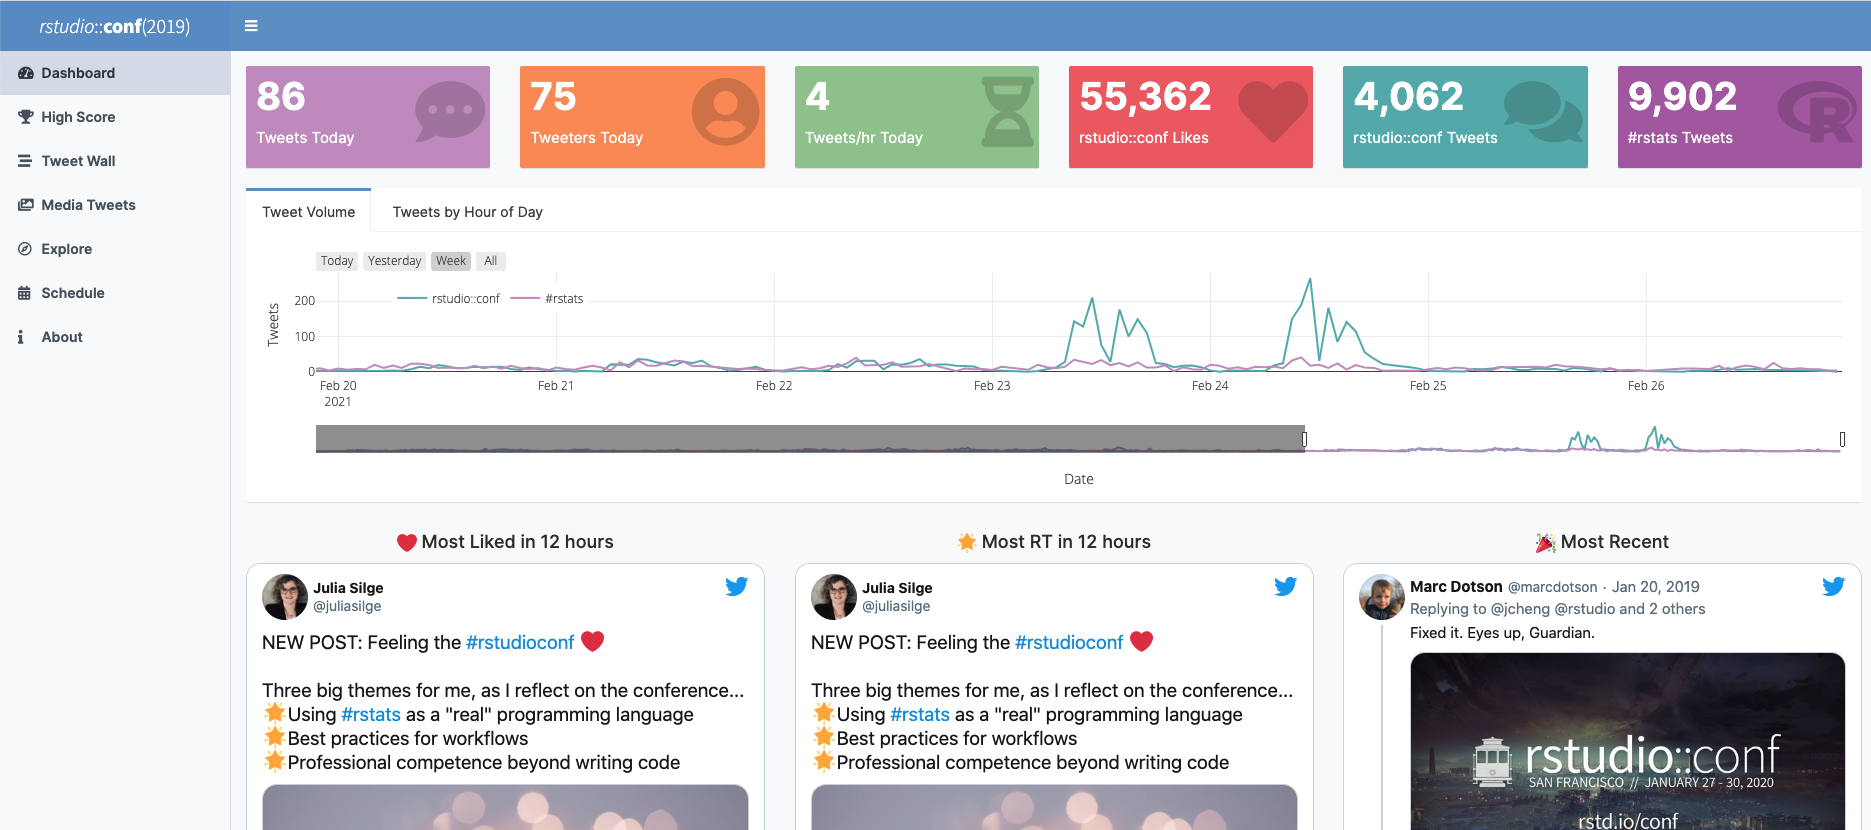 rstudio::conf(2019)
Dashboard
High Score
Tweet Wall
Media Tweets
Explore
Schedule
About
86
Tweets Today
75
Tweeters Today
4
Tweets/hr Today
55,362
rstudio::conf Likes
4,062
rstudio::conf Tweets
9,902
#rstats Tweets
R
Tweet Volume
Tweets by Hour of Day
Today Yesterday Week All
rstudio::conf #rstats
Tweets
200
100
0
Feb 20 Feb 21 Feb 22 Feb 23 Feb 24 Feb 25 Feb 26
2021
Date
Most Liked in 12 hours
Julia Silge
@juliasilge
NEW POST: Feeling the #rstudioconf ❤️
Three big themes for me, as I reflect on the conference...
🌟Using #rstats as a "real" programming language
🌟Best practices for workflows
🌟Professional competence beyond writing code
Most RT in 12 hours
Julia Silge
@juliasilge
NEW POST: Feeling the #rstudioconf ❤️
Three big themes for me, as I reflect on the conference...
🌟Using #rstats as a "real" programming language
🌟Best practices for workflows
🌟Professional competence beyond writing code
Most Recent
Marc Dotson @marcdotson · Jan 20, 2019
Replying to @jcheng @rstudio and 2 others
Fixed it. Eyes up, Guardian.
rstudio::conf
SAN FRANCISCO // JANUARY 27 - 30, 2020
rstd.io/conf